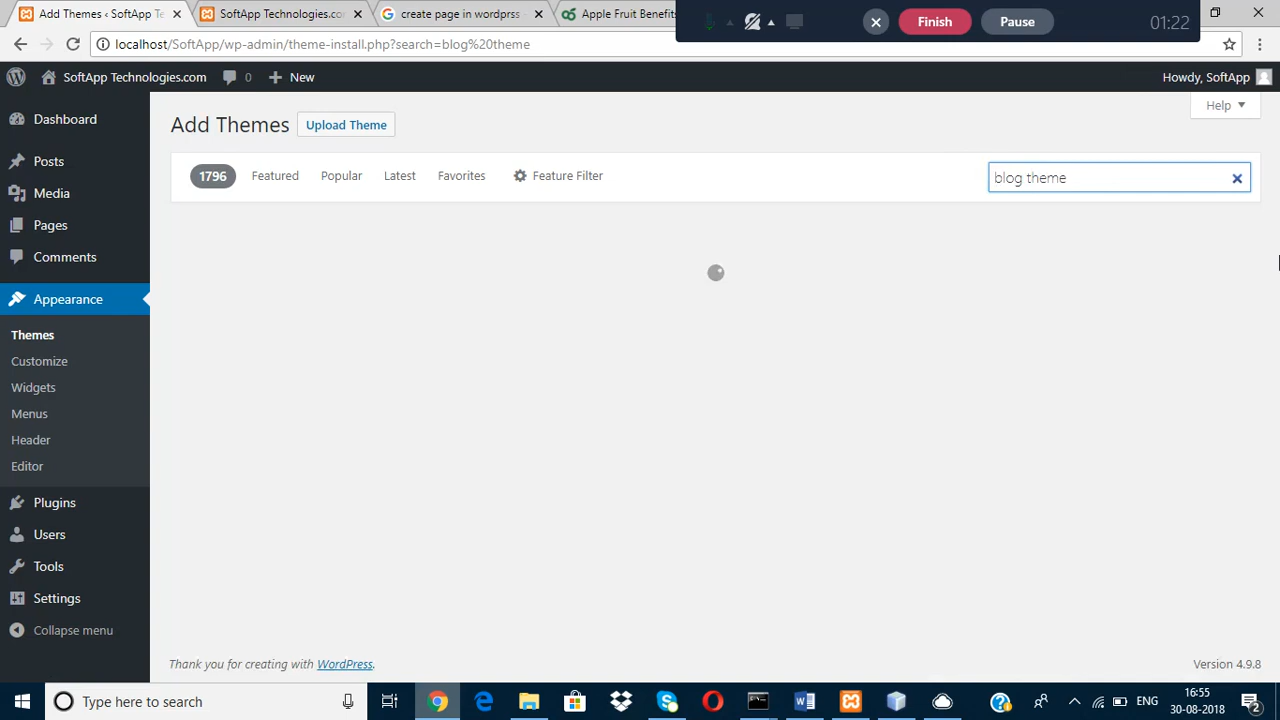 Add Themes ‹ SoftApp Te
SoftApp Technologies.com
create page in wordprss -
Apple Fruit Benefits
Finish
Pause
01:22
localhost/SoftApp/wp-admin/theme-install.php?search=blog%20theme
SoftApp Technologies.com
0
New
Howdy, SoftApp
Dashboard
Posts
Media
Pages
Comments
Appearance
Themes
Customize
Widgets
Menus
Header
Editor
Plugins
Users
Tools
Settings
Collapse menu
Help
Add Themes
Upload Theme
1796
Featured
Popular
Latest
Favorites
Feature Filter
blog theme
Thank you for creating with WordPress.
Version 4.9.8
Type here to search
ENG
16:55
30-08-2018
2